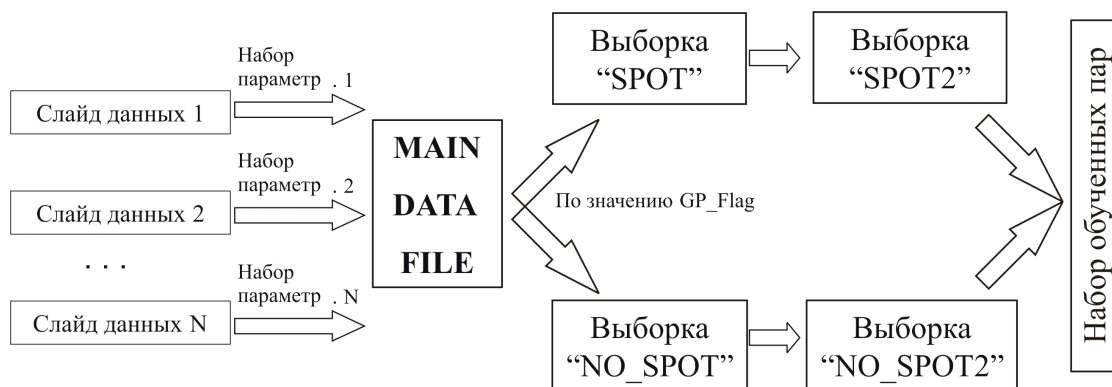 Набор
параметр . 1
Слайд данных 1
Набор
параметр . 2
Слайд данных 2
. . .
Набор
параметр . N
Слайд данных N
MAIN
DATA
FILE
По значению GP_Flag
Выборка
“SPOT”
Выборка
“SPOT2”
Выборка
“NO_SPOT”
Выборка
“NO_SPOT2”
Набор обученных пар